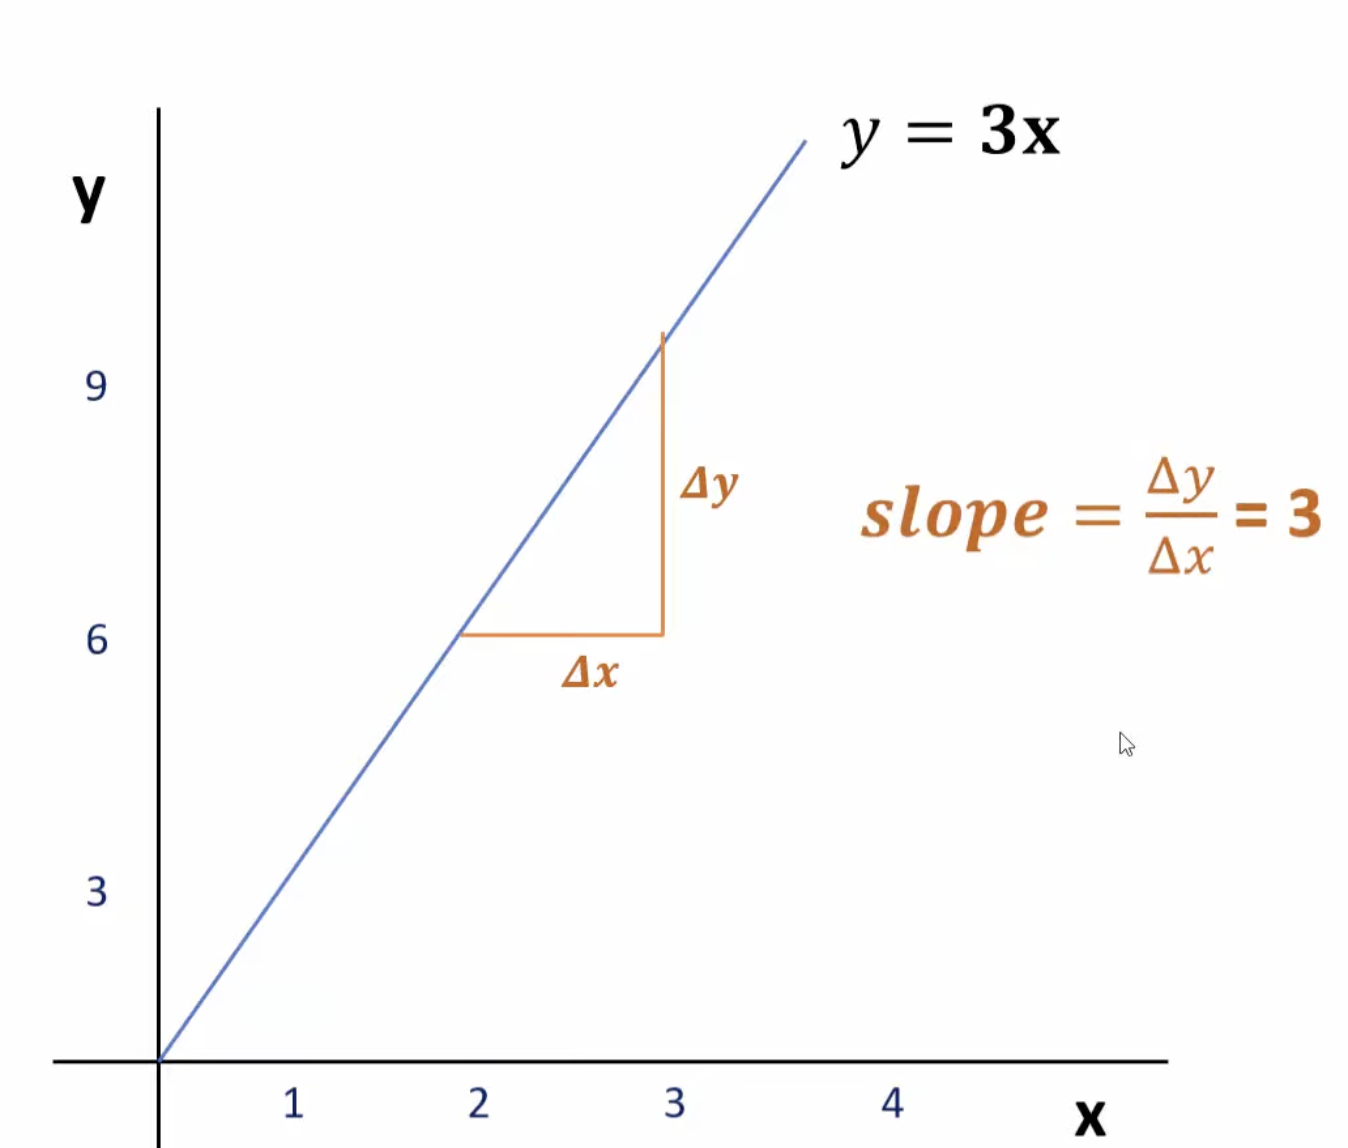 y = 3x
y
9
Δy
slope = Δy/Δx = 3
6
Δx
3
1 2 3 4 x